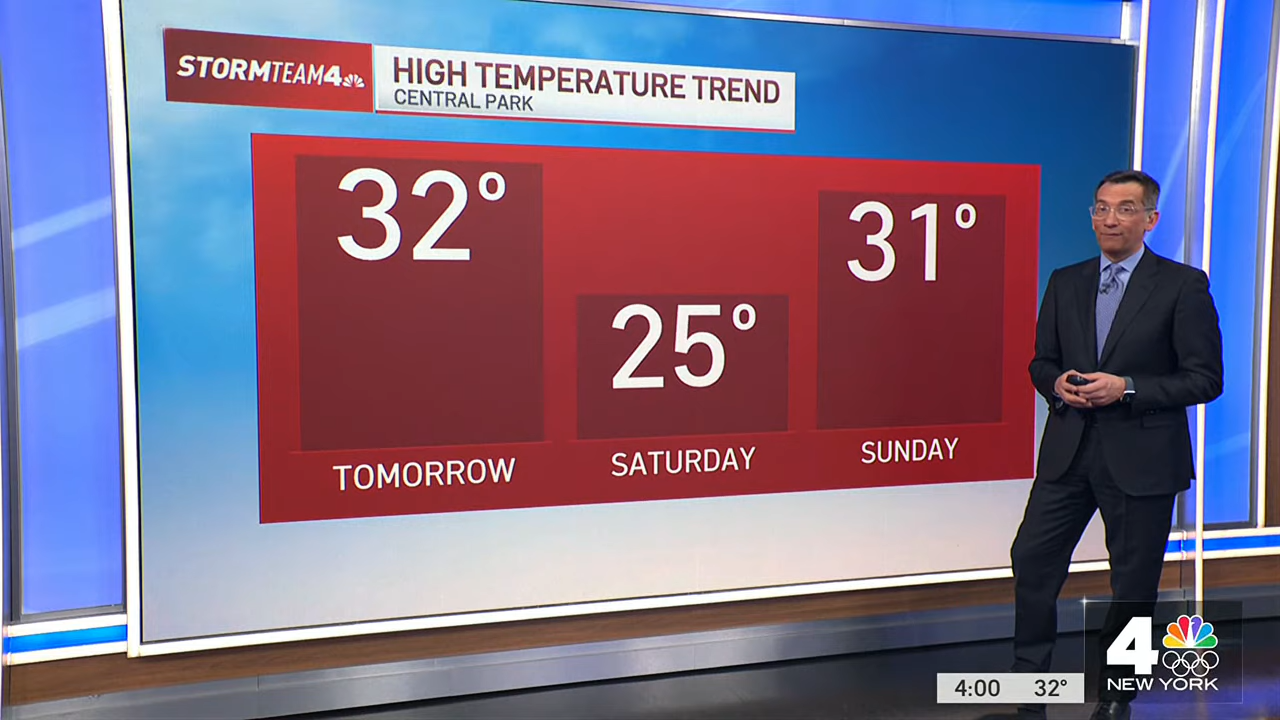 STORMTEAM4
HIGH TEMPERATURE TREND
CENTRAL PARK
32°
25°
31°
TOMORROW
SATURDAY
SUNDAY
4
NEW YORK
4:00 32°